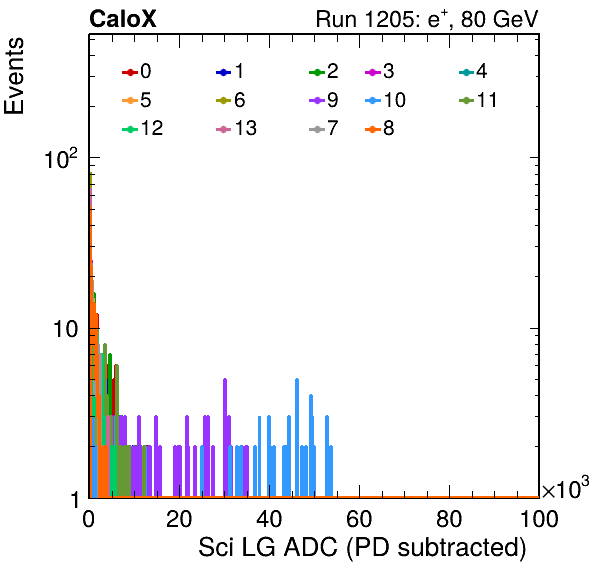 CaloX Run 1205: e⁺, 80 GeV
Events
0 1 2 3 4
5 6 9 10 11
12 13 7 8
10²
10
1
0 20 40 60 80 100
×10³
Sci LG ADC (PD subtracted)